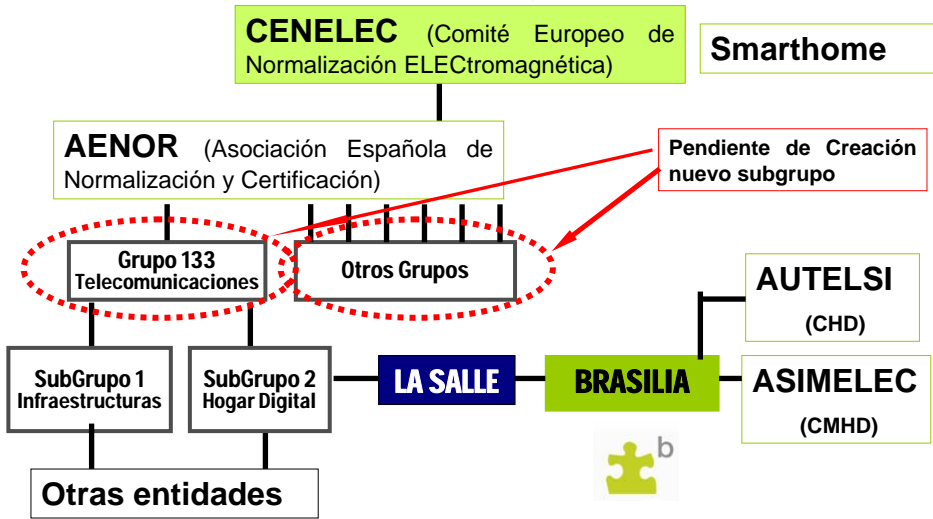 CENELEC (Comité Europeo de
Normalización ELECtromagnética)
Smarthome
AENOR (Asociación Española de
Normalización y Certificación)
Pendiente de Creación
nuevo subgrupo
Grupo 133
Telecomunicaciones
Otros Grupos
AUTELSI
(CHD)
SubGrupo 1
Infraestructuras
SubGrupo 2
Hogar Digital
LA SALLE
BRASILIA
ASIMELEC
(CMHD)
b
Otras entidades